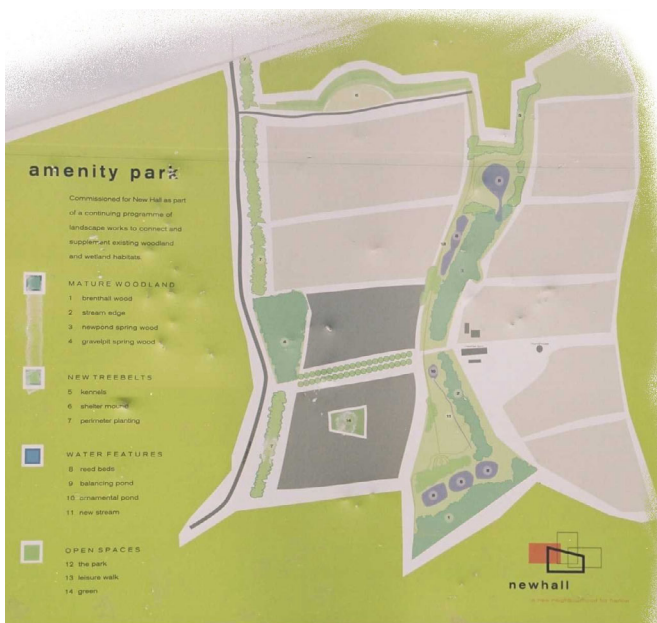 amenity park
Commissioned for New Hall as part
of a continuing programme of
landscape works to connect and
supplement existing woodland
and wetland habitats.
MATURE WOODLAND
1 brenthall wood
2 stream edge
3 newpond spring wood
4 gravelpit spring wood
NEW TREEBELTS
5 kennels
6 shelter mound
7 perimeter planting
WATER FEATURES
8 reed beds
9 balancing pond
10 ornamental pond
11 new stream
OPEN SPACES
12 the park
13 leisure walk
14 green
newhall